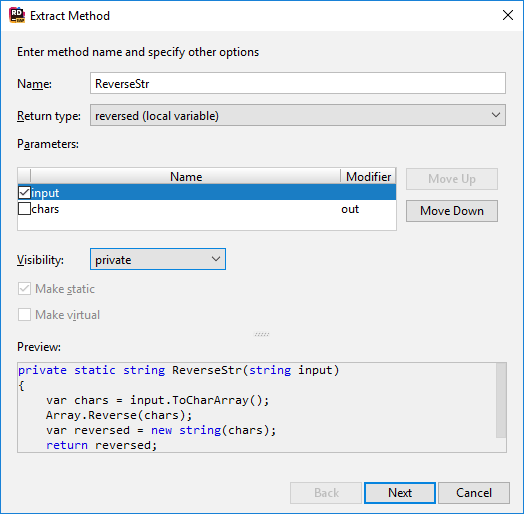 Extract Method
Enter method name and specify other options
Name: ReverseStr
Return type: reversed (local variable)
Parameters:
Name Modifier
input
chars out
Move Up
Move Down
Visibility: private
Make static
Make virtual
Preview:
private static string ReverseStr(string input)
{
var chars = input.ToCharArray();
Array.Reverse(chars);
var reversed = new string(chars);
return reversed;
Back Next Cancel